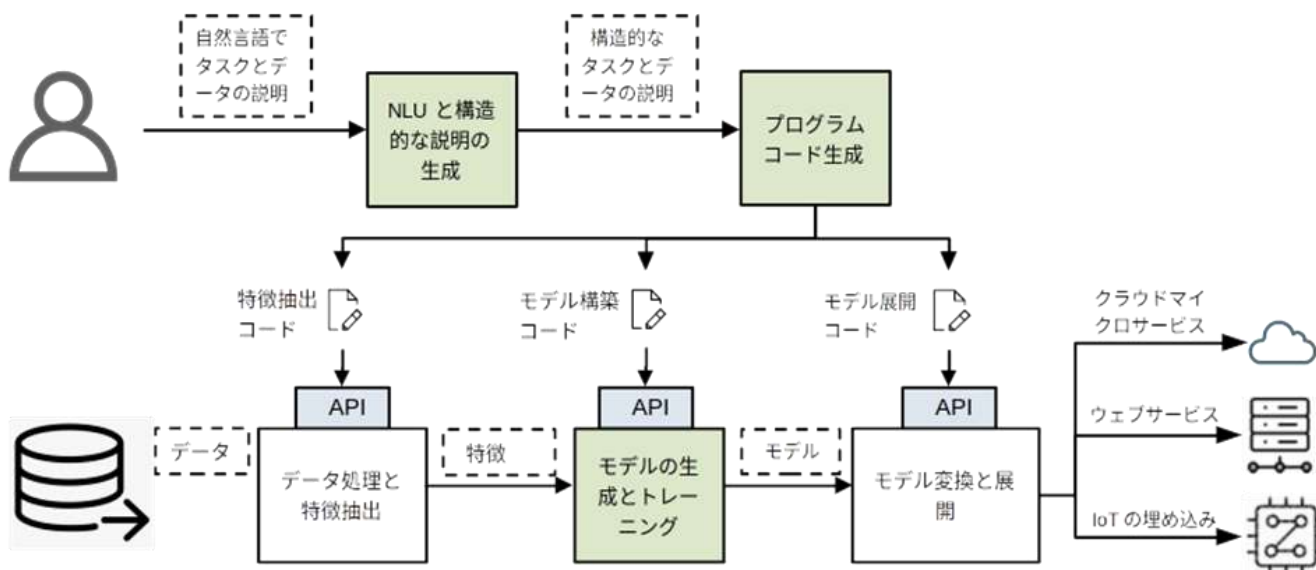 自然言語で
タスクとデ
ータの説明
構造的な
タスクとデ
ータの説明
NLU と構造
的な説明の
生成
プログラム
コード生成
特徴抽出
コード
モデル構築
コード
モデル展開
コード
クラウドマイ
クロサービス
API
API
API
データ
データ処理と
特徴抽出
特徴
モデルの生
成とトレー
ニング
モデル
モデル変換と展
開
ウェブサービス
IoT の埋め込み